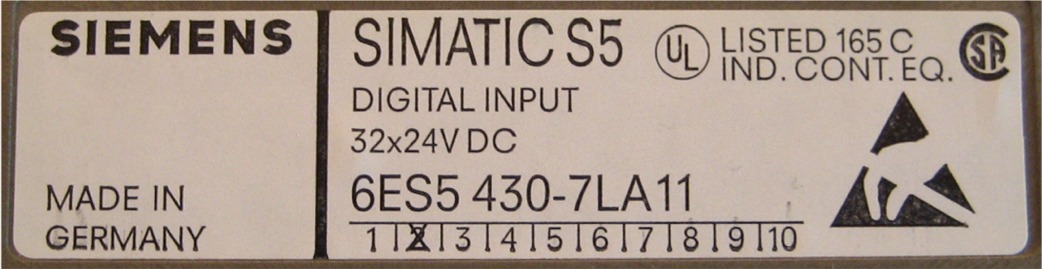 SIEMENS
MADE IN
GERMANY
SIMATIC S5
DIGITAL INPUT
32x24V DC
6ES5 430-7LA11
1 2 3 4 5 6 7 8 9 10
UL LISTED 165 C
IND. CONT. EQ.
SA